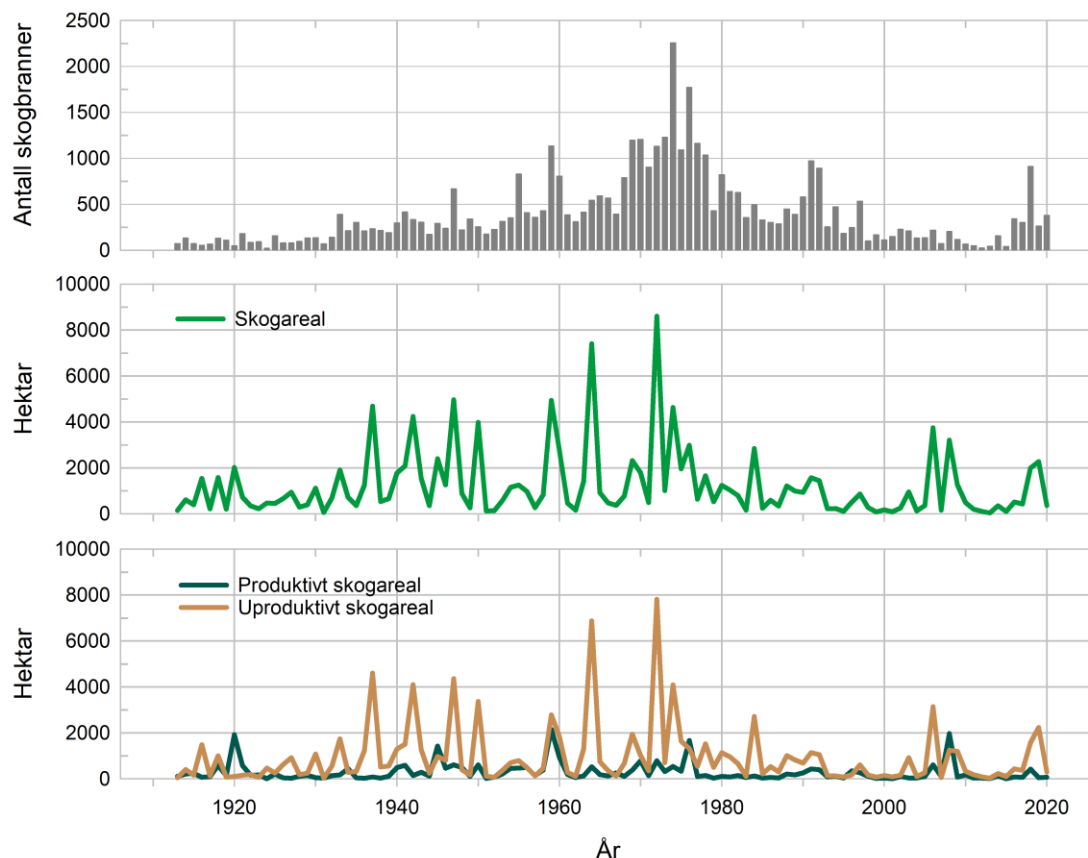 2500
2000
1500
1000
500
0
Antall skogbranner
10000
8000
6000
4000
2000
0
Hektar
Skogareal
10000
8000
6000
4000
2000
0
Hektar
Produktivt skogareal
Uproduktivt skogareal
1920 1940 1960 1980 2000 2020
År